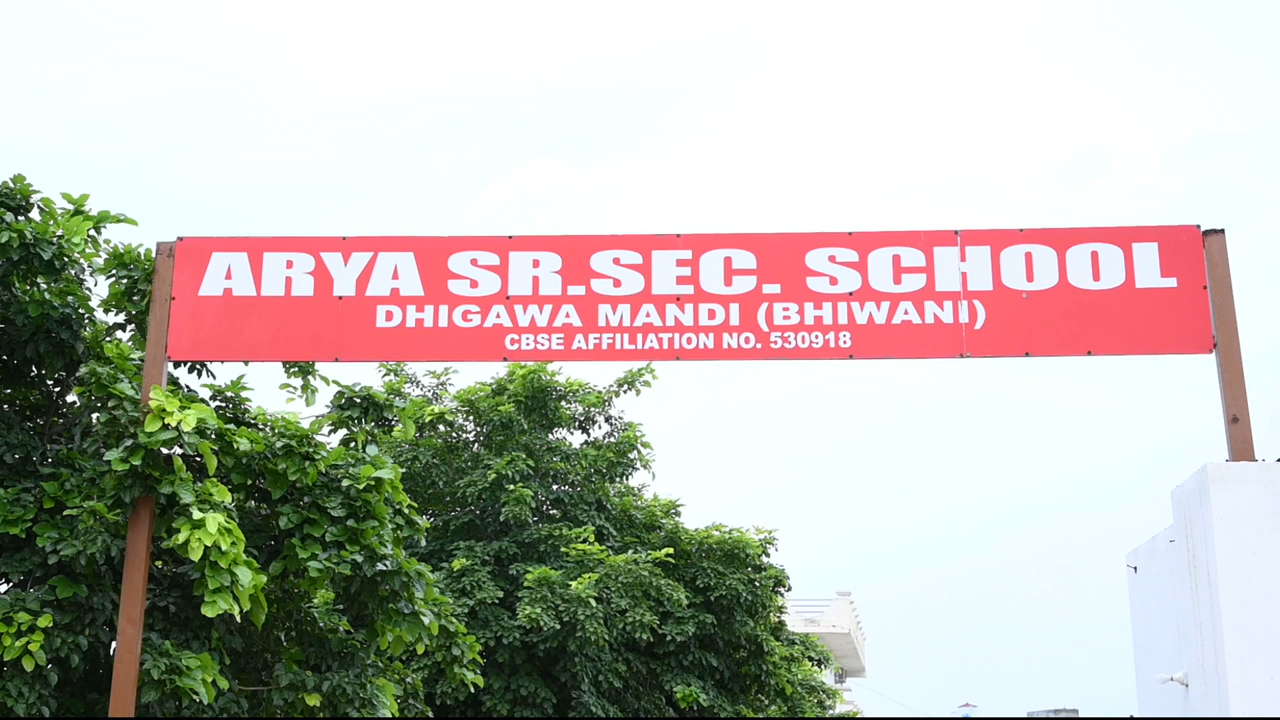 ARYA SR.SEC. SCHOOL
DHIGAWA MANDI (BHIWANI)
CBSE AFFILIATION NO. 530918